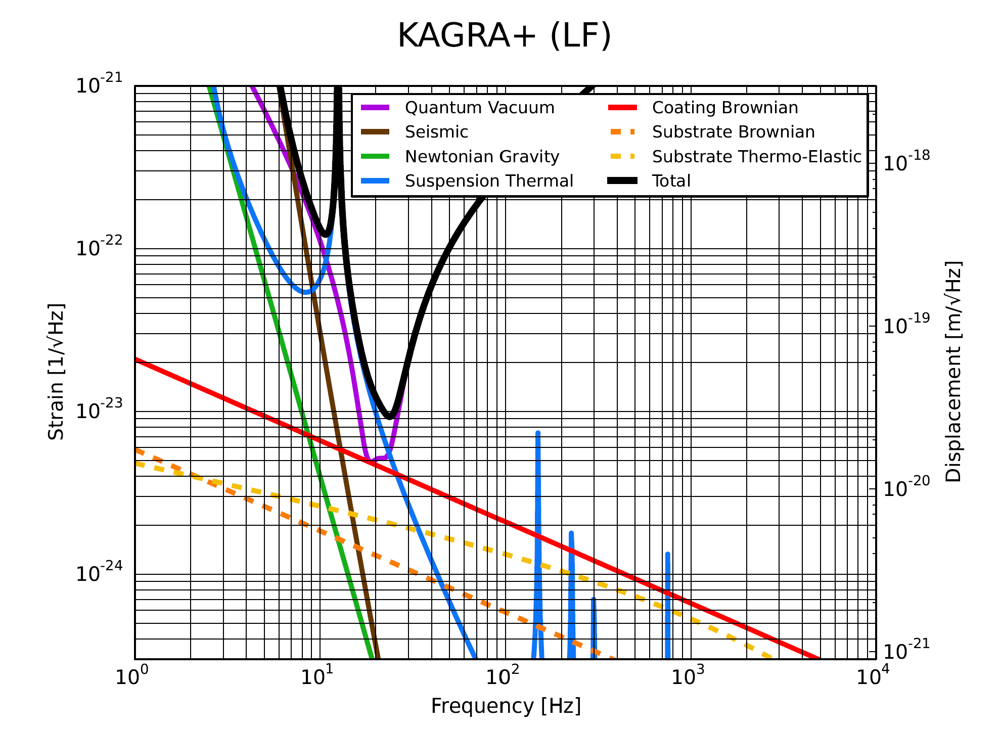 KAGRA+ (LF)
10^-21
10^-22
10^-23
10^-24
Strain [1/√Hz]
Quantum Vacuum
Seismic
Newtonian Gravity
Suspension Thermal
Coating Brownian
Substrate Brownian
Substrate Thermo-Elastic
Total
10^-18
10^-19
10^-20
10^-21
Displacement [m/√Hz]
10^0 10^1 10^2 10^3 10^4
Frequency [Hz]